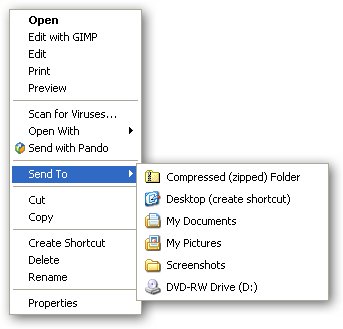 Open
Edit with GIMP
Edit
Print
Preview
Scan for Viruses...
Open With
Send with Pando
Send To
Cut
Copy
Create Shortcut
Delete
Rename
Properties
Compressed (zipped) Folder
Desktop (create shortcut)
My Documents
My Pictures
Screenshots
DVD-RW Drive (D:)